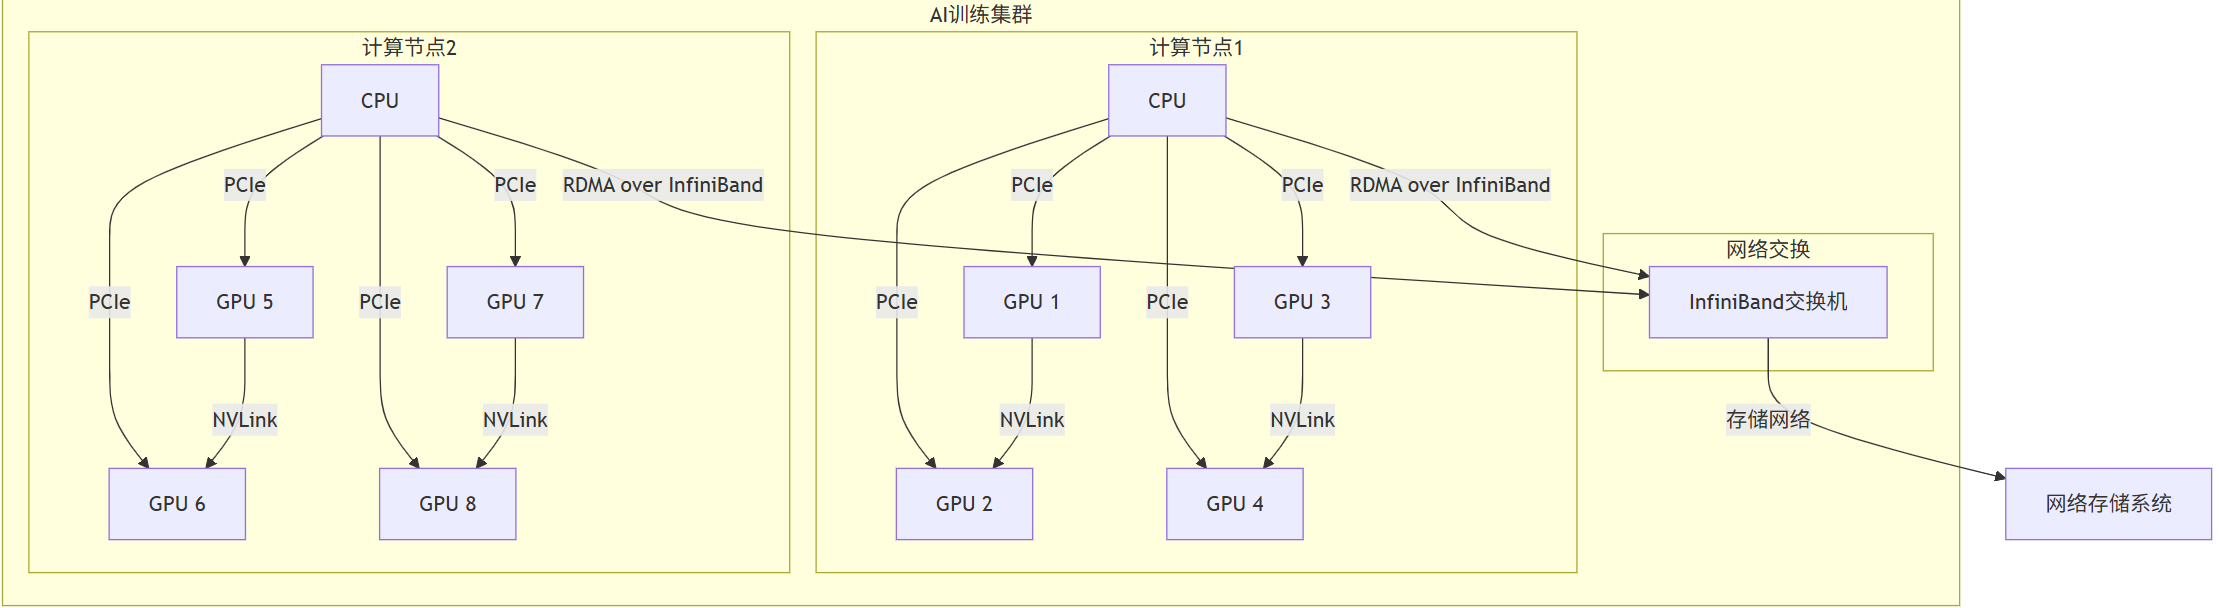 AI训练集群
计算节点2
计算节点1
CPU
CPU
PCIe
PCIe
RDMA over InfiniBand
PCIe
PCIe
RDMA over InfiniBand
网络交换
PCIe
GPU 5
PCIe
GPU 7
PCIe
GPU 1
PCIe
GPU 3
InfiniBand交换机
NVLink
NVLink
NVLink
NVLink
存储网络
GPU 6
GPU 8
GPU 2
GPU 4
网络存储系统